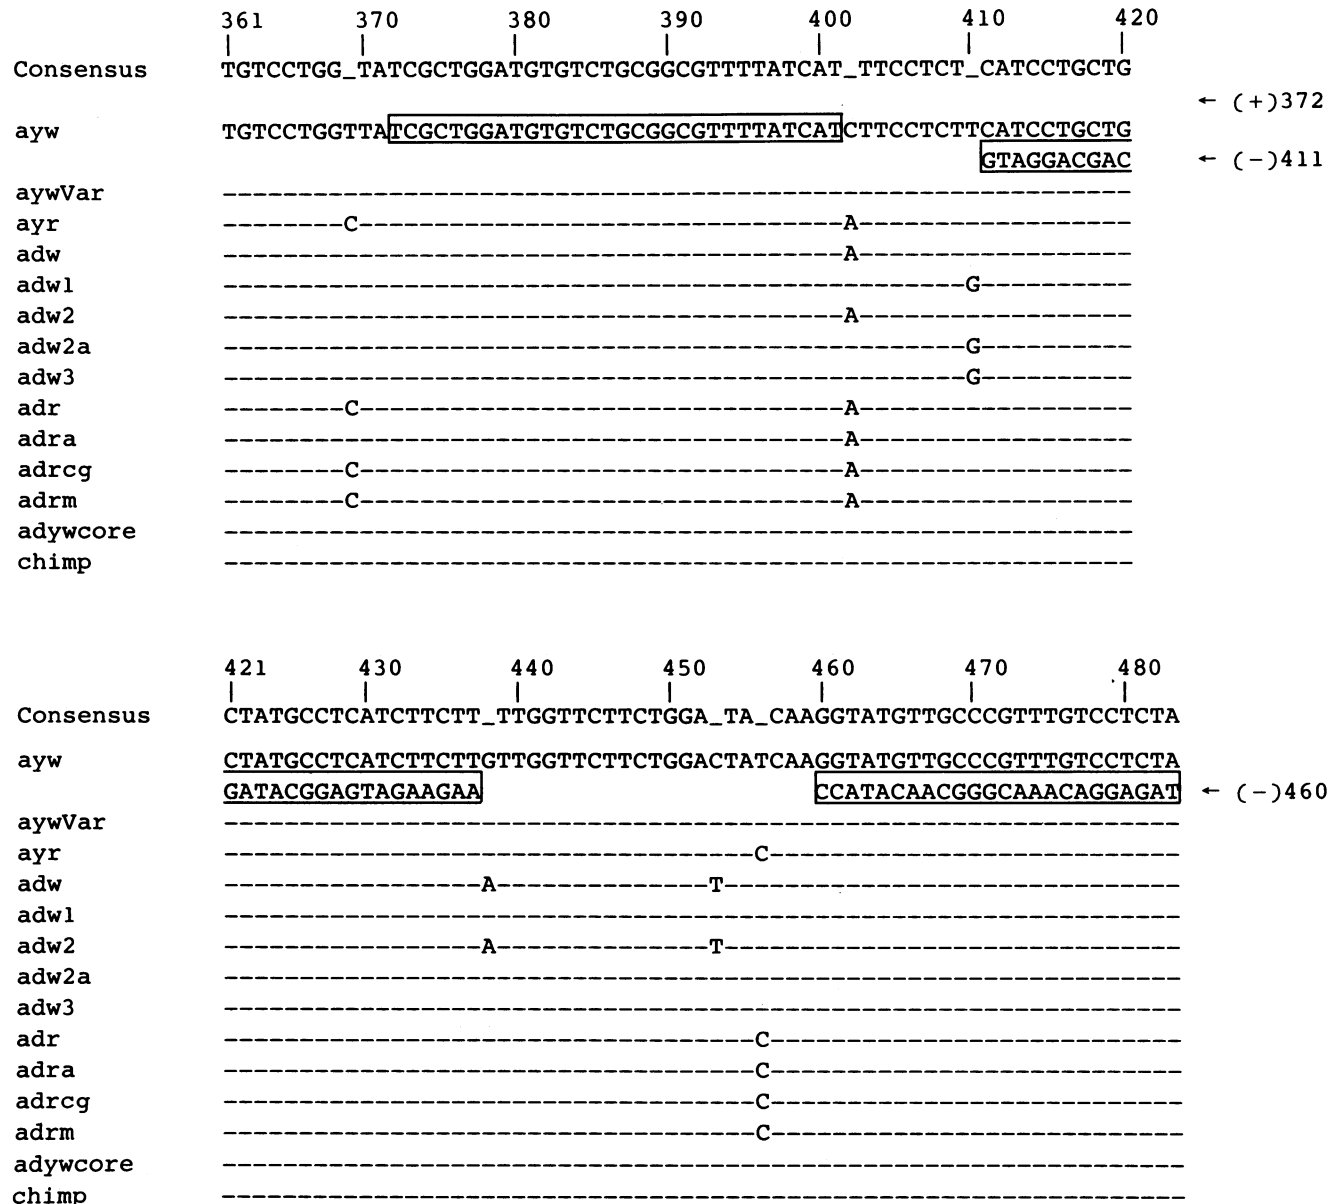 361 370 380 390 400 410 420
Consensus TGTCCTGG_TATCGCTGGATGTGTCTGCGGCGTTTTATCAT_TTCCTCT_CATCCTGCTG
← (+)372
ayw TGTCCTGGTTATCGCTGGATGTGTCTGCGGCGTTTTATCATCTTCCTCTTCATCCTGCTG
GTAGGACGAC ← (-)411
aywVar ------------------------------------------------------------
ayr --------C--------------------------------A------------------
adw -----------------------------------------A------------------
adw1 -------------------------------------------------G----------
adw2 -----------------------------------------A------------------
adw2a -------------------------------------------------G----------
adw3 -------------------------------------------------G----------
adr --------C--------------------------------A------------------
adra -----------------------------------------A------------------
adrcg --------C--------------------------------A------------------
adrm --------C--------------------------------A------------------
adywcore ------------------------------------------------------------
chimp ------------------------------------------------------------
421 430 440 450 460 470 480
Consensus CTATGCCTCATCTTCTT_TTGGTTCTTCTGGA_TA_CAAGGTATGTTGCCCGTTTGTCCTCTA
ayw CTATGCCTCATCTTCTTGTTGGTTCTTCTGGACTATCAAGGTATGTTGCCCGTTTGTCCTCTA
GATACGGAGTAGAAGAA CCATACAACGGGCAAACAGGAGAT ← (-)460
aywVar ---------------------------------------------------------------
ayr -----------------------------------C---------------------------
adw -----------------A--------------T------------------------------
adw1 ---------------------------------------------------------------
adw2 -----------------A--------------T------------------------------
adw2a ---------------------------------------------------------------
adw3 ---------------------------------------------------------------
adr -----------------------------------C---------------------------
adra -----------------------------------C---------------------------
adrcg -----------------------------------C---------------------------
adrm -----------------------------------C---------------------------
adywcore ---------------------------------------------------------------
chimp ---------------------------------------------------------------